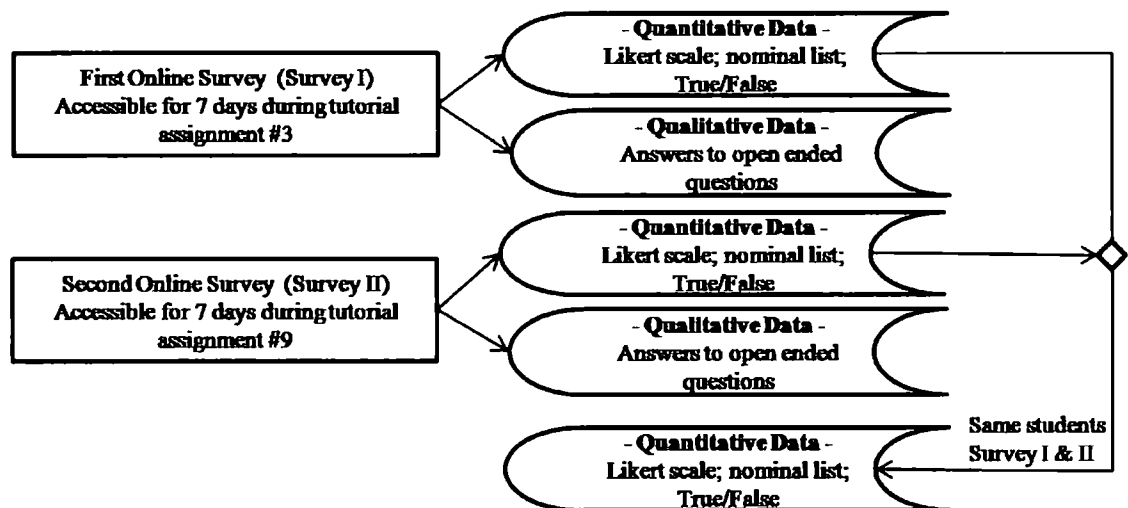 First Online Survey (Survey I)
Accessible for 7 days during tutorial
assignment #3
- Quantitative Data -
Likert scale; nominal list;
True/False
- Qualitative Data -
Answers to open ended
questions
Second Online Survey (Survey II)
Accessible for 7 days during tutorial
assignment #9
- Quantitative Data -
Likert scale; nominal list;
True/False
- Qualitative Data -
Answers to open ended
questions
- Quantitative Data -
Likert scale; nominal list;
True/False
Same students
Survey I & II